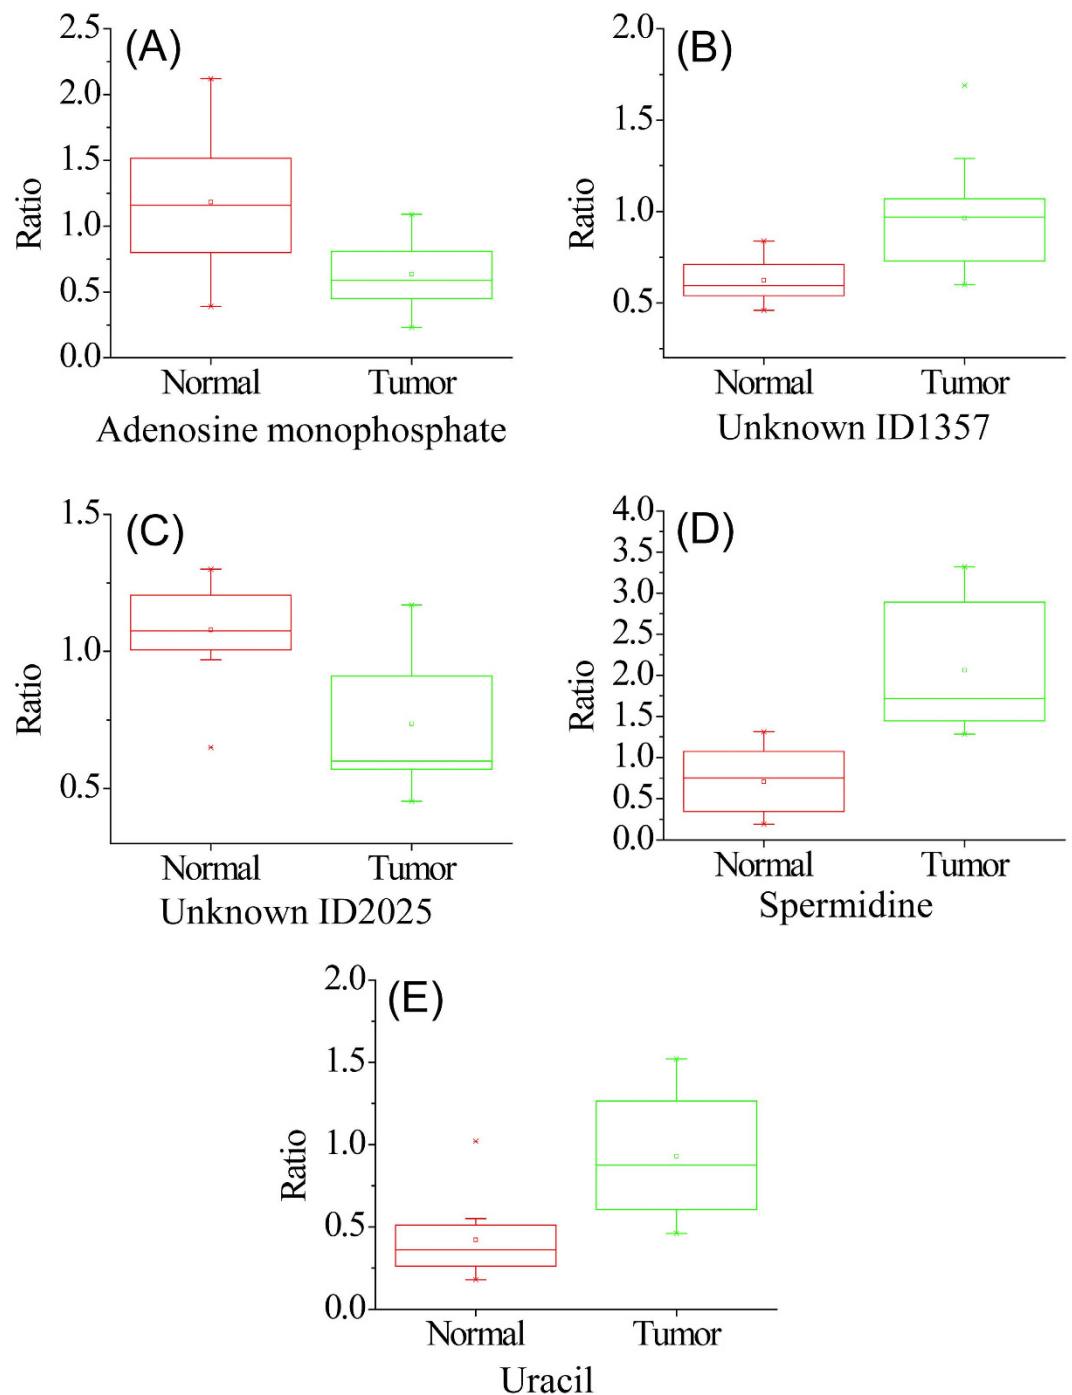 (A)
2.5
2.0
1.5
1.0
0.5
0.0
Ratio
Normal Tumor
Adenosine monophosphate
(B)
2.0
1.5
1.0
0.5
Ratio
Normal Tumor
Unknown ID1357
(C)
1.5
1.0
0.5
Ratio
Normal Tumor
Unknown ID2025
(D)
4.0
3.5
3.0
2.5
2.0
1.5
1.0
0.5
0.0
Ratio
Normal Tumor
Spermidine
(E)
2.0
1.5
1.0
0.5
0.0
Ratio
Normal Tumor
Uracil